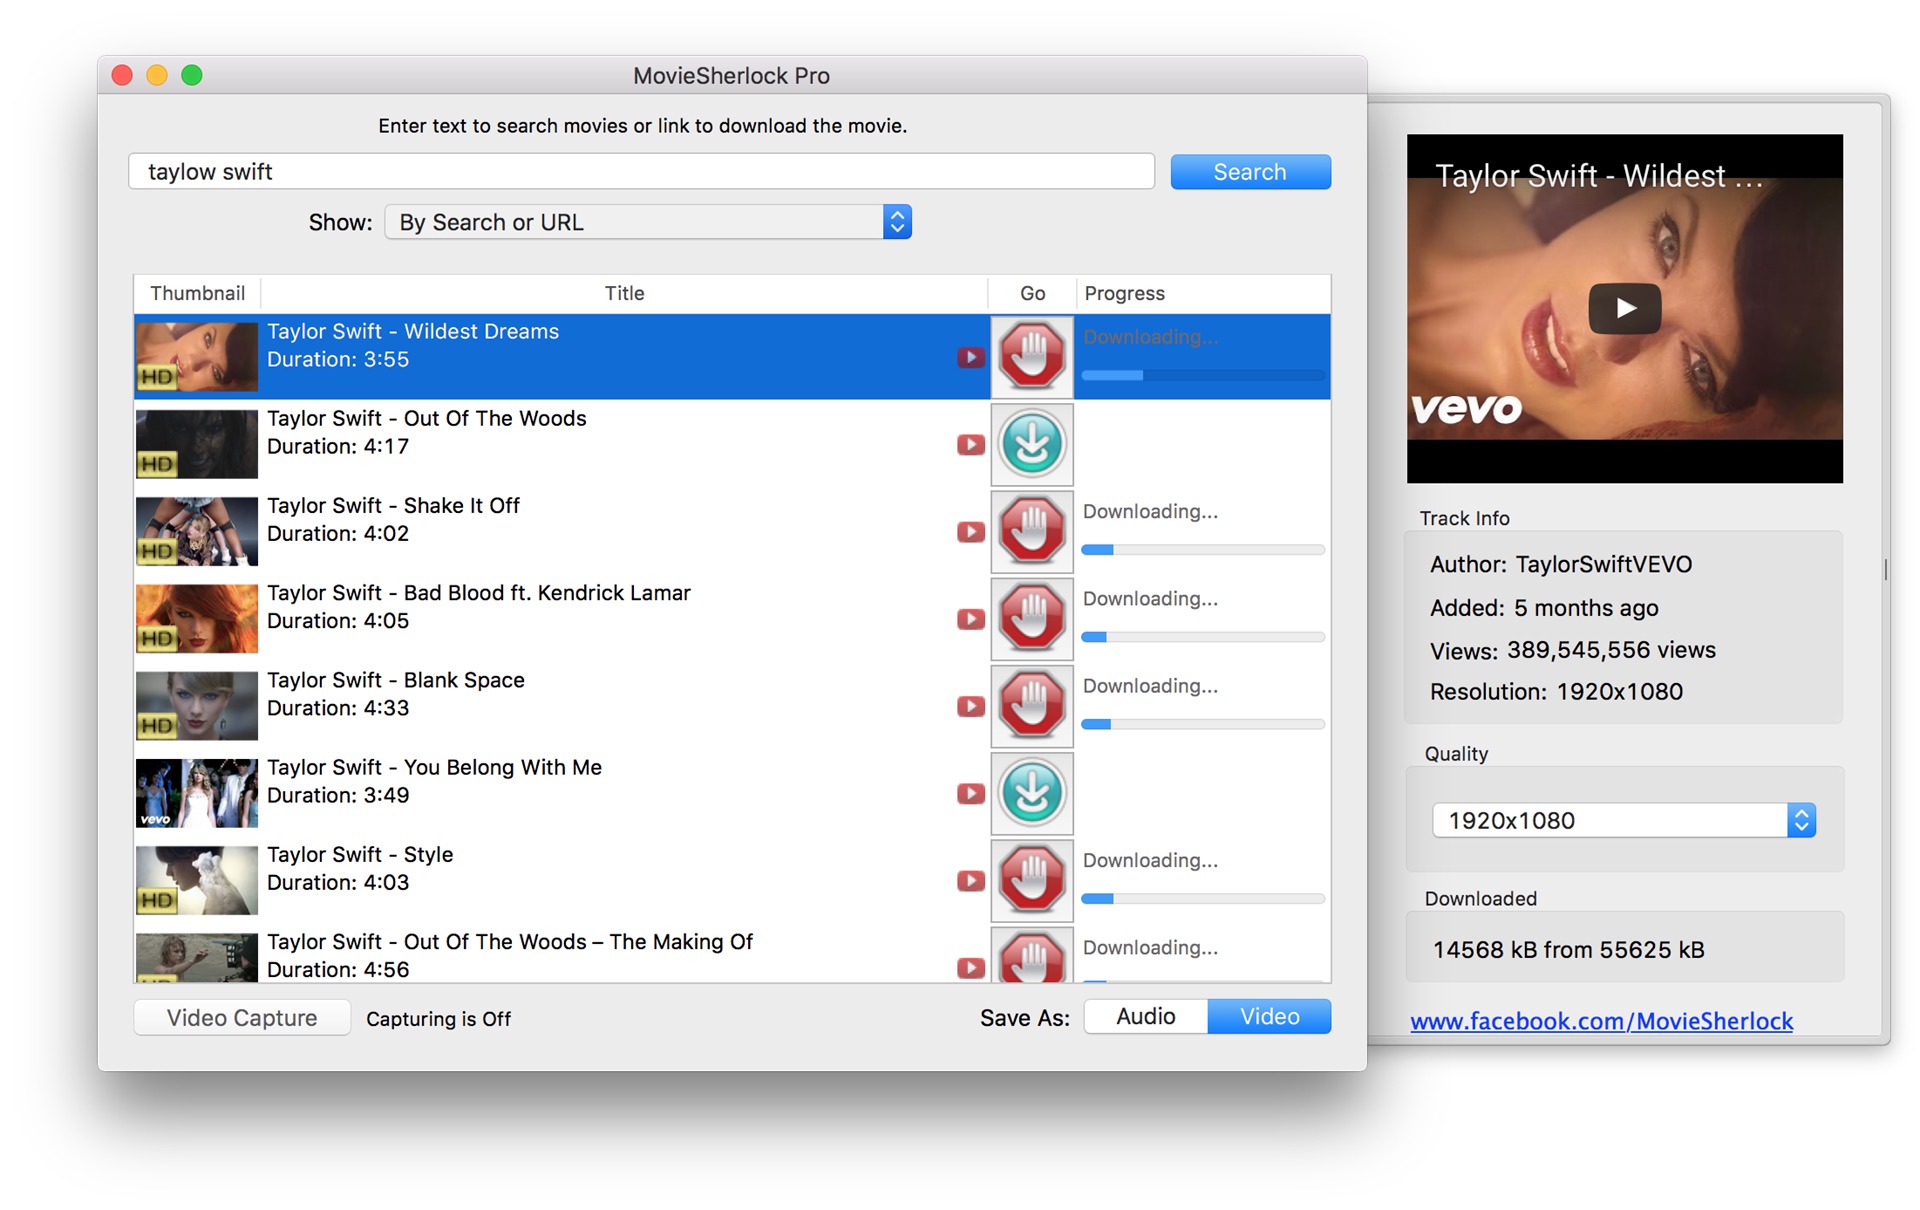 MovieSherlock Pro
Enter text to search movies or link to download the movie.
taylow swift
Search
Show: By Search or URL
Thumbnail Title Go Progress
HD
Taylor Swift - Wildest Dreams
Duration: 3:55
Downloading...
HD
Taylor Swift - Out Of The Woods
Duration: 4:17
HD
Taylor Swift - Shake It Off
Duration: 4:02
Downloading...
HD
Taylor Swift - Bad Blood ft. Kendrick Lamar
Duration: 4:05
Downloading...
HD
Taylor Swift - Blank Space
Duration: 4:33
Downloading...
vevo
Taylor Swift - You Belong With Me
Duration: 3:49
HD
Taylor Swift - Style
Duration: 4:03
Downloading...
HD
Taylor Swift - Out Of The Woods – The Making Of
Duration: 4:56
Downloading...
Video Capture Capturing is Off
Save As: Audio Video
Taylor Swift - Wildest ...
vevo
Track Info
Author: TaylorSwiftVEVO
Added: 5 months ago
Views: 389,545,556 views
Resolution: 1920x1080
Quality
1920x1080
Downloaded
14568 kB from 55625 kB
www.facebook.com/MovieSherlock